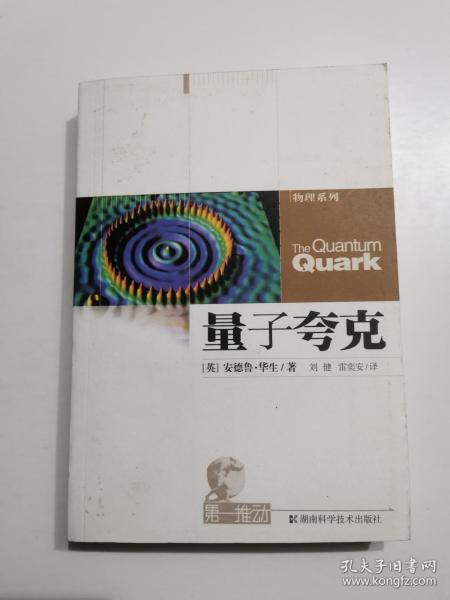 物理系列
The Quantum
Quark
量子夸克
[英] 安德鲁·华生/著 刘 健 雷奕安/译
第一推动
湖南科学技术出版社
孔夫子旧书网
www.kongfz.com